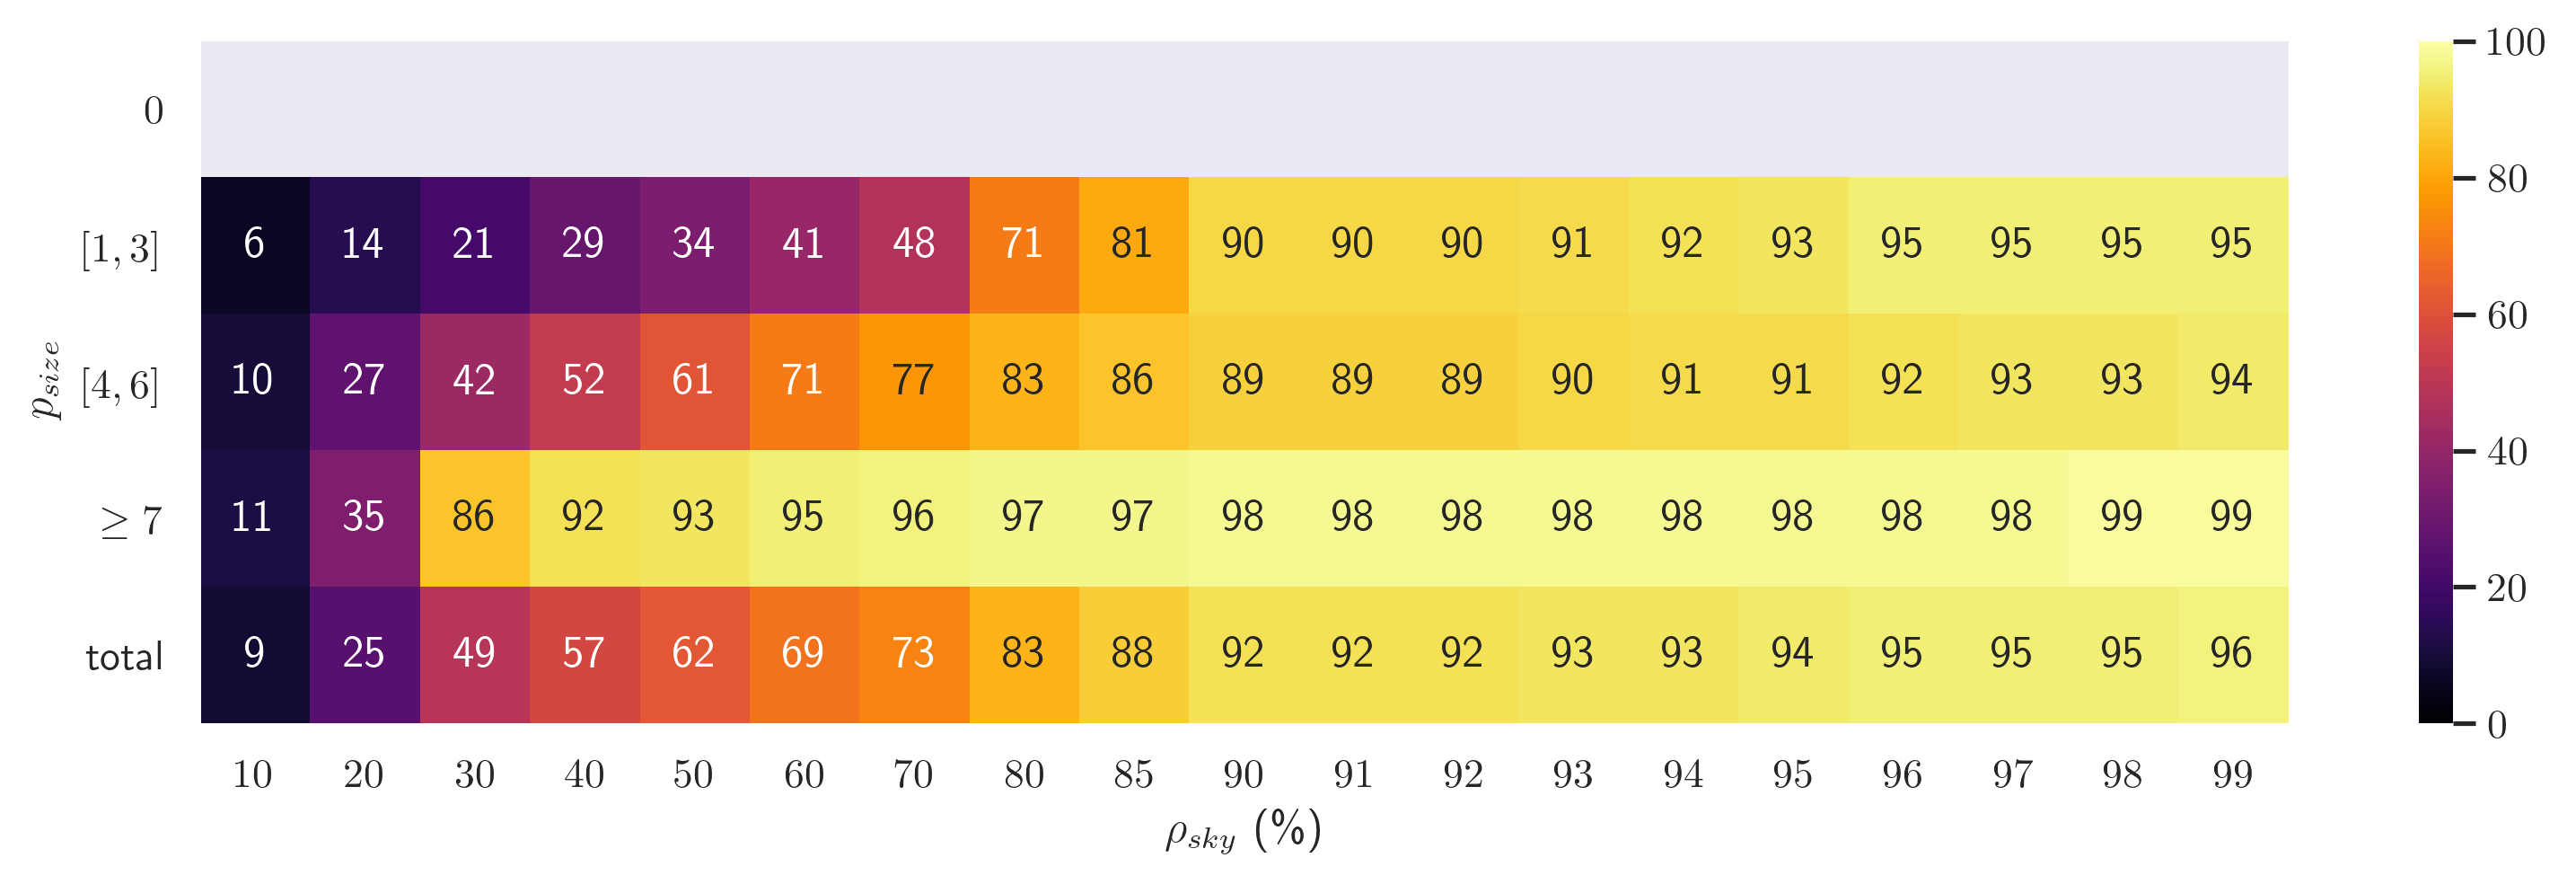 0
[1, 3] 6 14 21 29 34 41 48 71 81 90 90 90 91 92 93 95 95 95 95
[4, 6] 10 27 42 52 61 71 77 83 86 89 89 89 90 91 91 92 93 93 94
≥ 7 11 35 86 92 93 95 96 97 97 98 98 98 98 98 98 98 98 99 99
total 9 25 49 57 62 69 73 83 88 92 92 92 93 93 94 95 95 95 96
10 20 30 40 50 60 70 80 85 90 91 92 93 94 95 96 97 98 99
ρsky (%)
psize
100
80
60
40
20
0